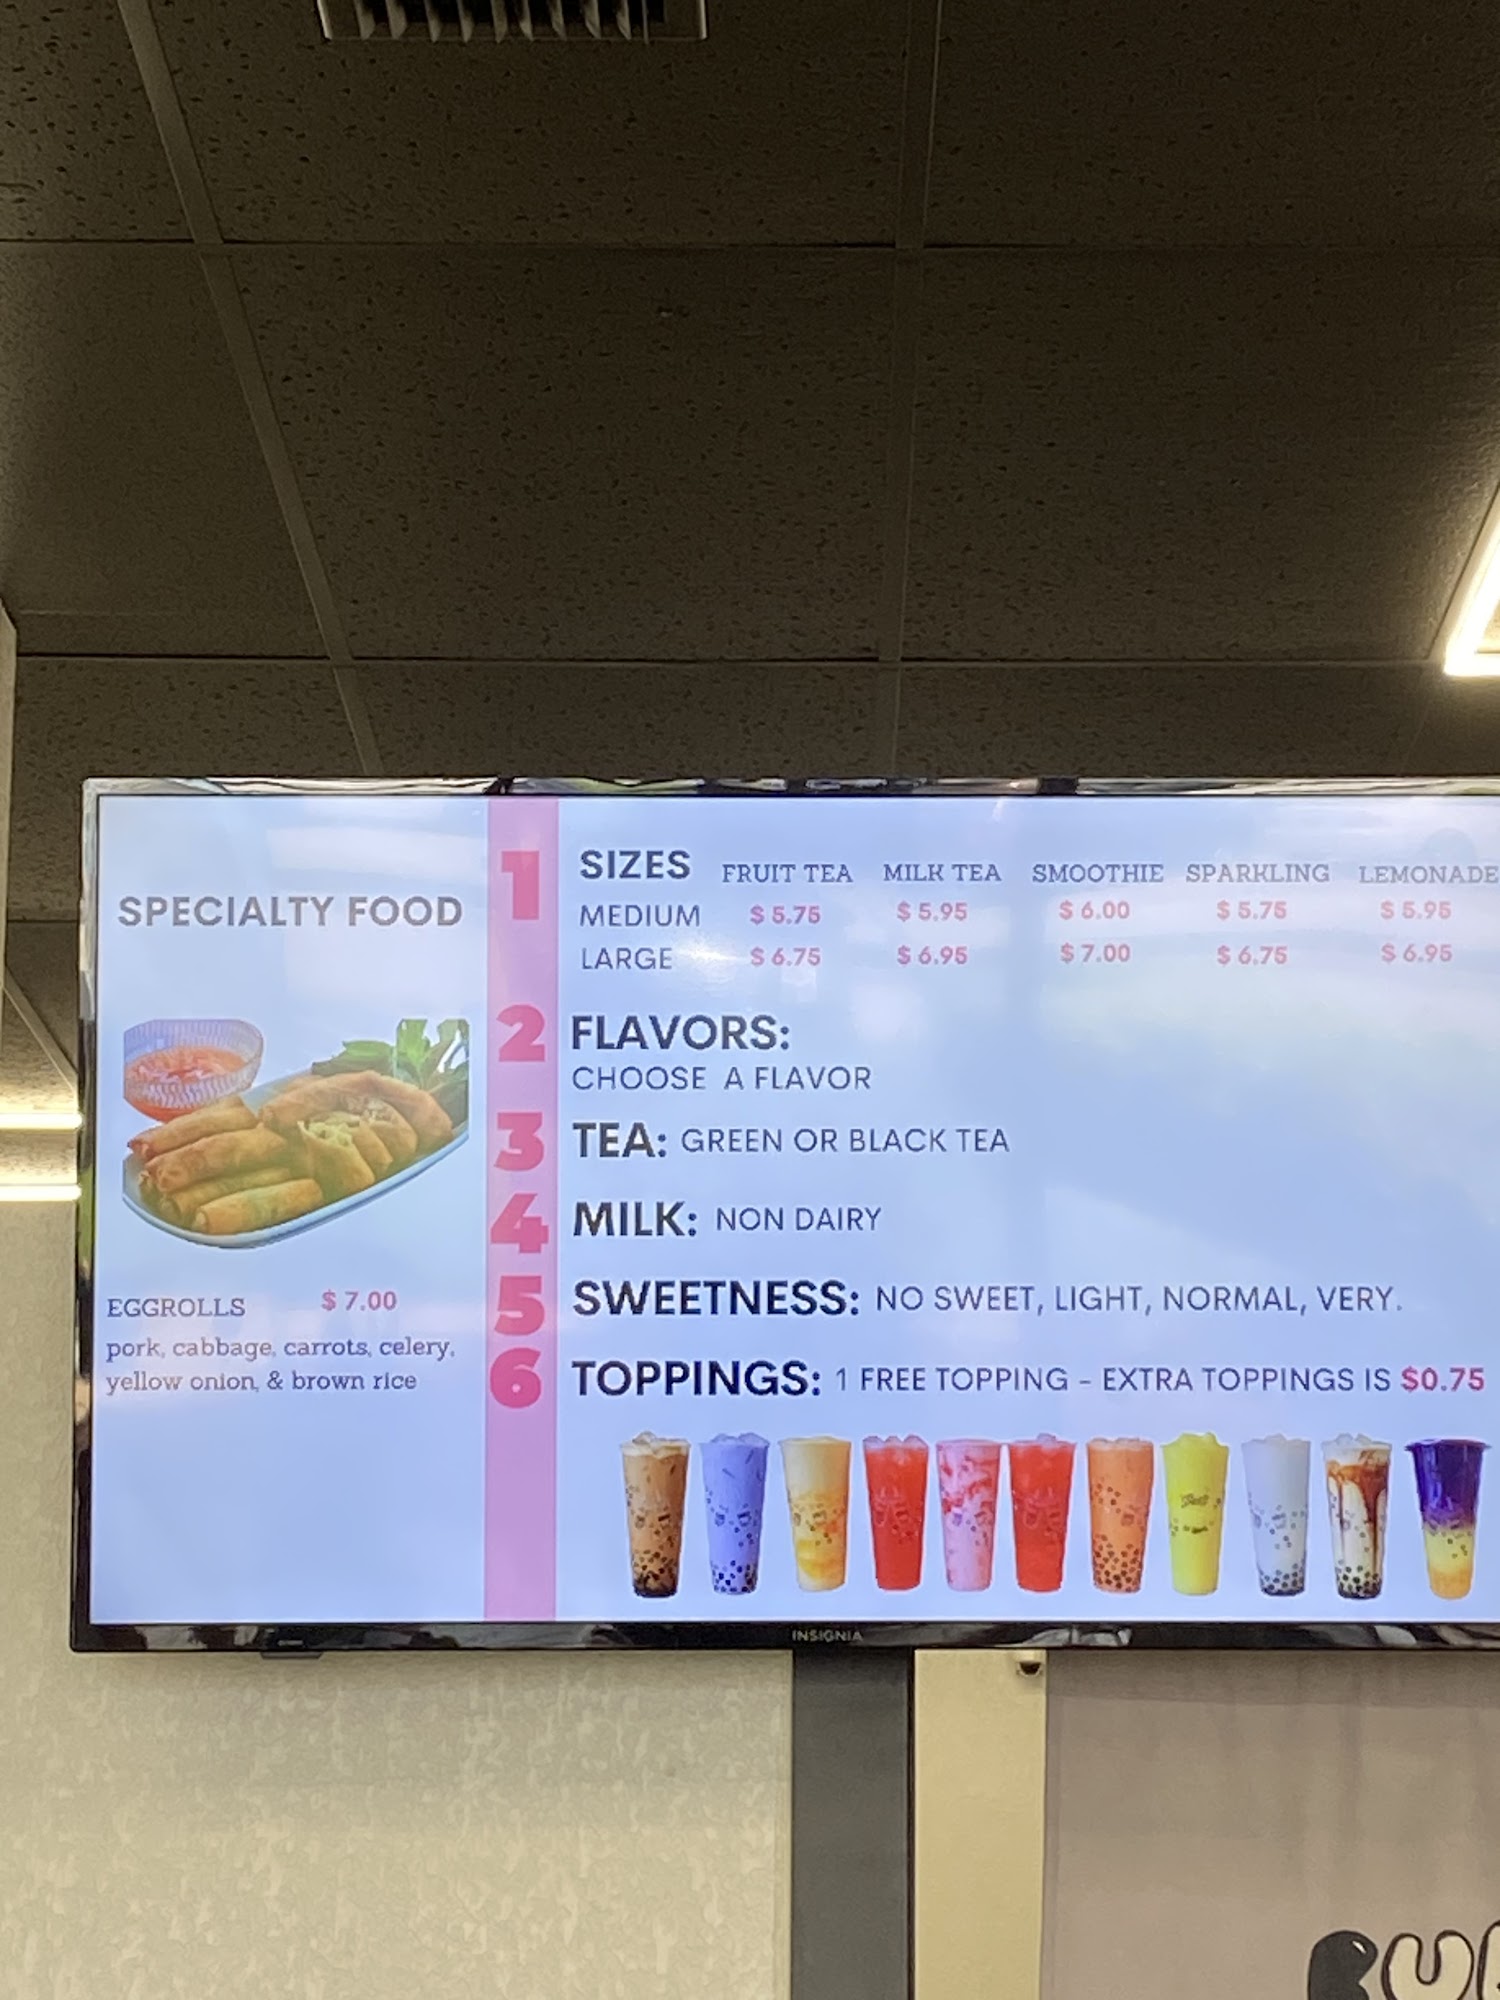 SPECIALTY FOOD
EGGROLLS $ 7.00
pork, cabbage, carrots, celery,
yellow onion, & brown rice
1
SIZES FRUIT TEA MILK TEA SMOOTHIE SPARKLING LEMONADE
MEDIUM $ 5.75 $ 5.95 $ 6.00 $ 5.75 $ 5.95
LARGE $ 6.75 $ 6.95 $ 7.00 $ 6.75 $ 6.95
2
FLAVORS:
CHOOSE A FLAVOR
3
TEA: GREEN OR BLACK TEA
4
MILK: NON DAIRY
5
SWEETNESS: NO SWEET, LIGHT, NORMAL, VERY.
6
TOPPINGS: 1 FREE TOPPING - EXTRA TOPPINGS IS $0.75
INSIGNIA